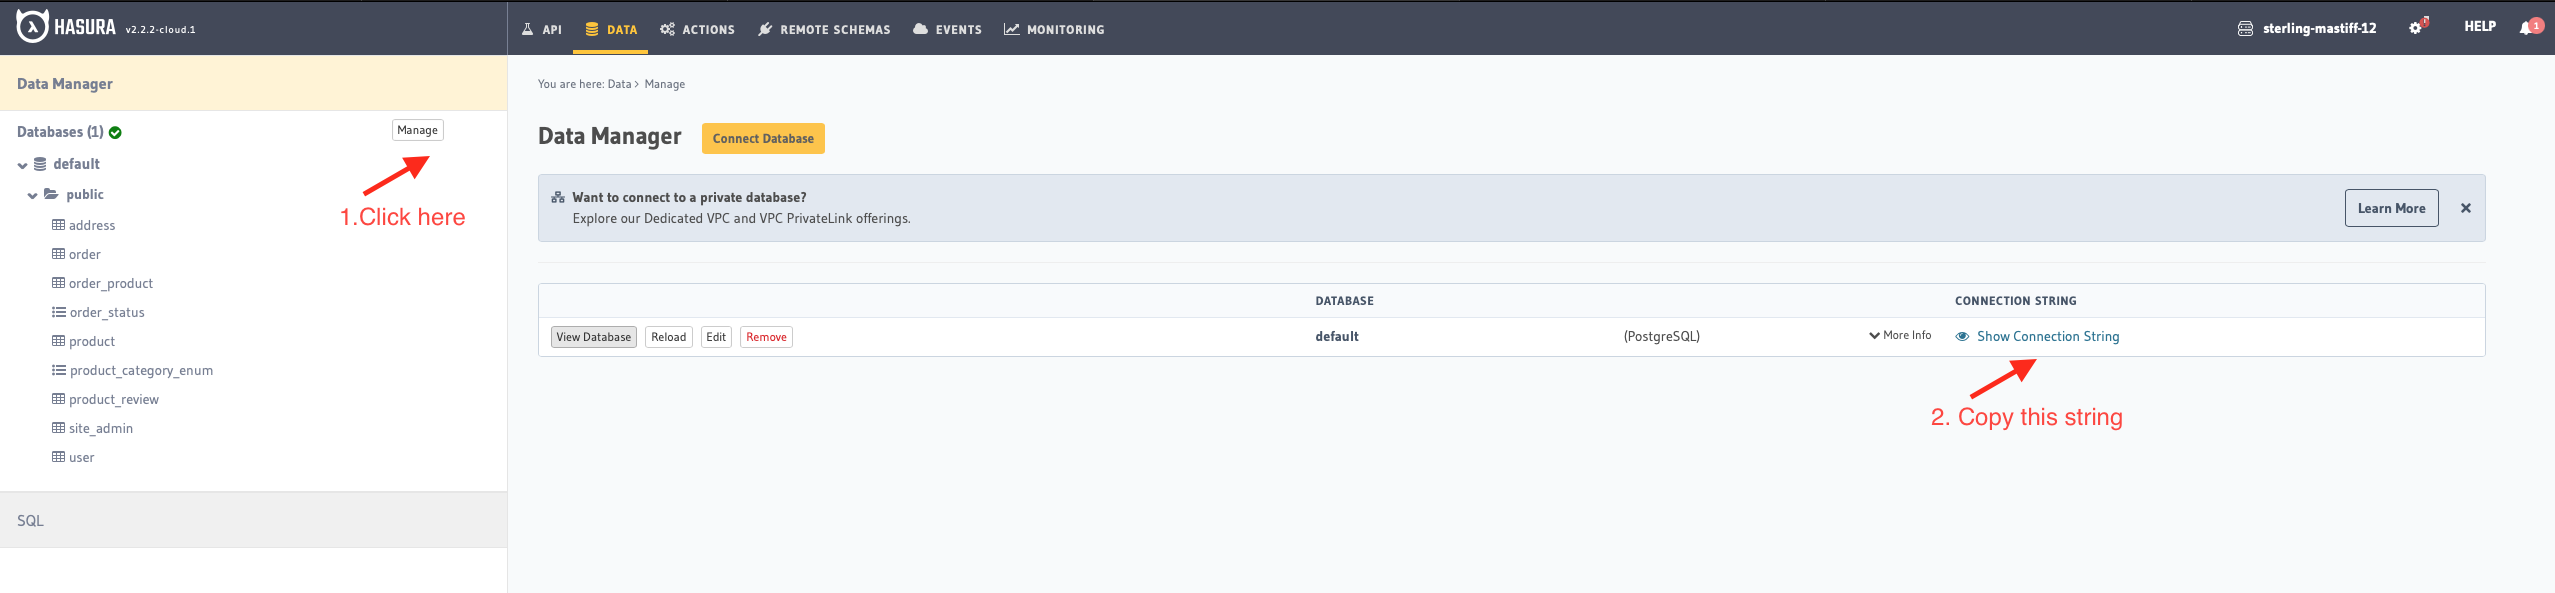 HASURA v2.2.2-cloud.1
API DATA ACTIONS REMOTE SCHEMAS EVENTS MONITORING
sterling-mastiff-12 HELP 1
Data Manager
Databases (1) Manage
default
public
address
order
order_product
order_status
product
product_category_enum
product_review
site_admin
user
SQL
1.Click here
You are here: Data > Manage
Data Manager Connect Database
Want to connect to a private database?
Explore our Dedicated VPC and VPC PrivateLink offerings.
Learn More
DATABASE CONNECTION STRING
View Database Reload Edit Remove default (PostgreSQL) More Info Show Connection String
2. Copy this string